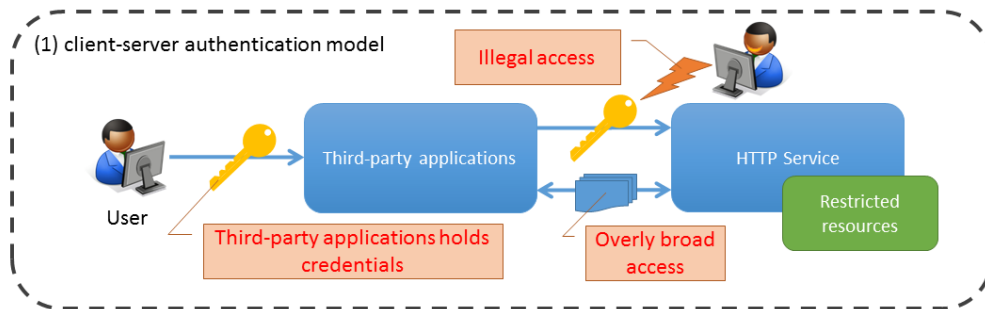 (1) client-server authentication model
Illegal access
Third-party applications
HTTP Service
User
Restricted
resources
Third-party applications holds
credentials
Overly broad
access